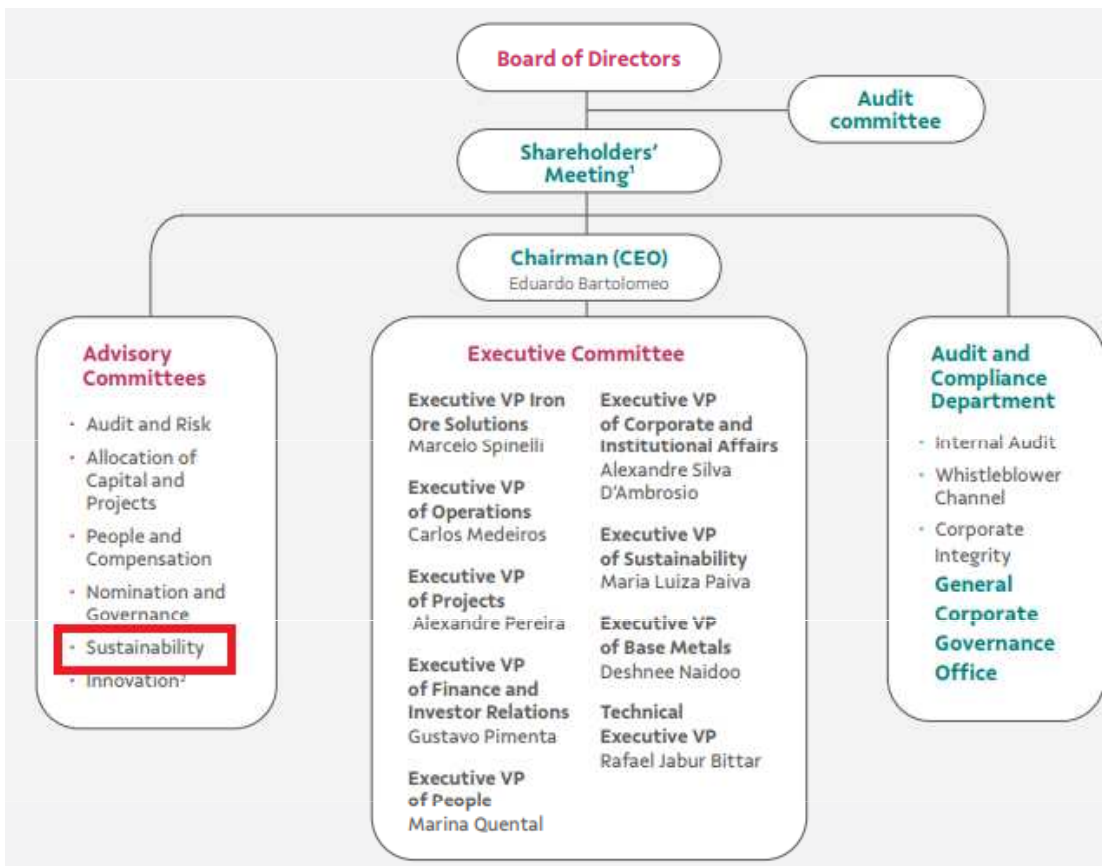 Board of Directors
Audit
committee
Shareholders'
Meeting¹
Chairman (CEO)
Eduardo Bartolomeo
Advisory
Committees
• Audit and Risk
• Allocation of
Capital and
Projects
• People and
Compensation
• Nomination and
Governance
• Sustainability
• Innovation²
Executive Committee
Executive VP Iron
Ore Solutions
Marcelo Spinelli
Executive VP
of Operations
Carlos Medeiros
Executive VP
of Projects
Alexandre Pereira
Executive VP
of Finance and
Investor Relations
Gustavo Pimenta
Executive VP
of People
Marina Quental
Executive VP
of Corporate and
Institutional Affairs
Alexandre Silva
D'Ambrosio
Executive VP
of Sustainability
Maria Luiza Paiva
Executive VP
of Base Metals
Deshnee Naidoo
Technical
Executive VP
Rafael Jabur Bittar
Audit and
Compliance
Department
• Internal Audit
• Whistleblower
Channel
• Corporate
Integrity
General
Corporate
Governance
Office